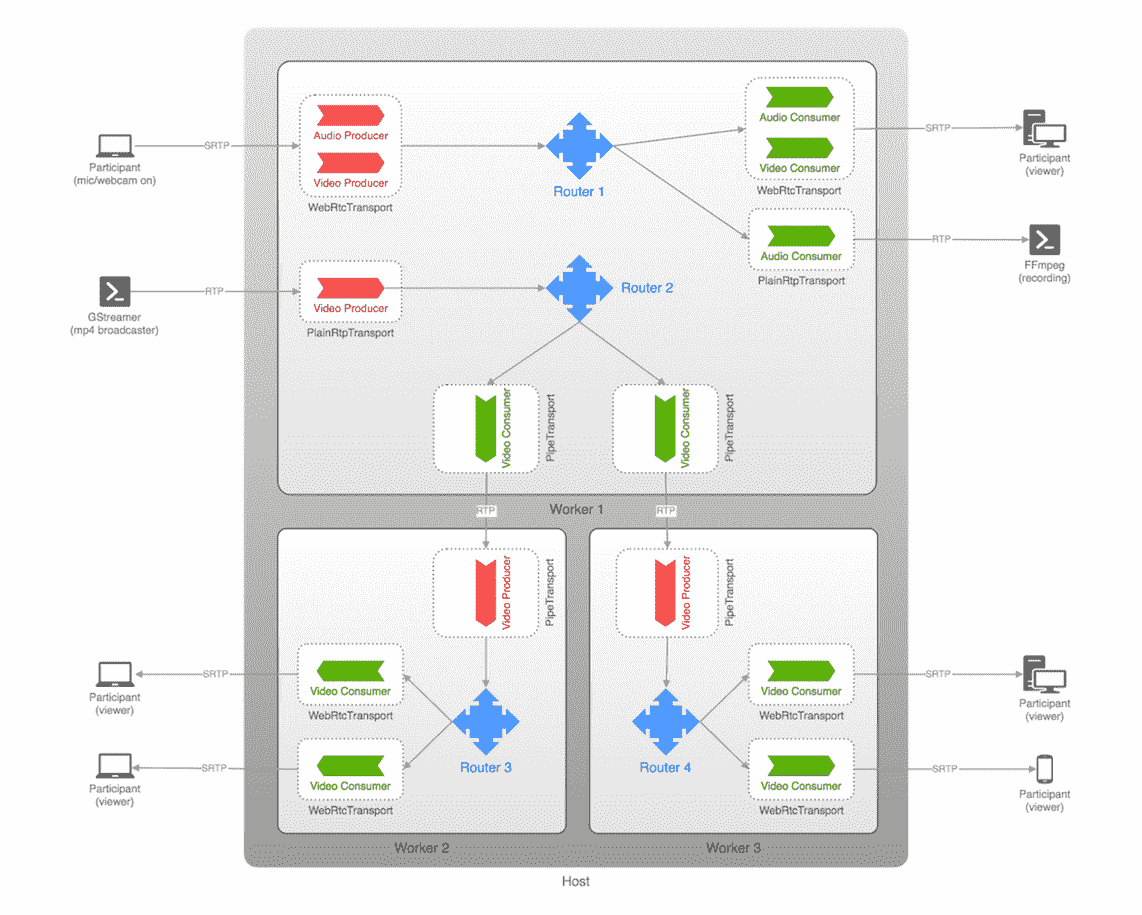 Audio Producer
Video Producer
WebRtcTransport
SRTP
Participant
(mic/webcam on)
Router 1
Audio Consumer
Video Consumer
WebRtcTransport
SRTP
Participant
(viewer)
Audio Consumer
PlainRtpTransport
RTP
FFmpeg
(recording)
RTP
GStreamer
(mp4 broadcaster)
Video Producer
PlainRtpTransport
Router 2
Video Consumer
PipeTransport
Video Consumer
PipeTransport
RTP
Worker 1
RTP
Video Producer
PipeTransport
Video Producer
PipeTransport
SRTP
Participant
(viewer)
Video Consumer
WebRtcTransport
Video Consumer
WebRtcTransport
SRTP
Participant
(viewer)
SRTP
Participant
(viewer)
Video Consumer
WebRtcTransport
Router 3
Router 4
Video Consumer
WebRtcTransport
SRTP
Participant
(viewer)
Worker 2
Worker 3
Host